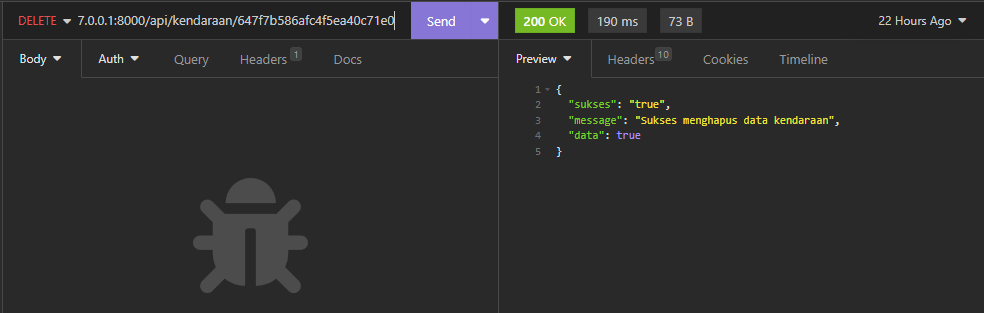 DELETE 7.0.0.1:8000/api/kendaraan/647f7b586afc4f5ea40c71e0 Send 200 OK 190 ms 73 B 22 Hours Ago
Body Auth Query Headers 1 Docs Preview Headers 10 Cookies Timeline
1 {
2 "sukses": "true",
3 "message": "Sukses menghapus data kendaraan",
4 "data": true
5 }